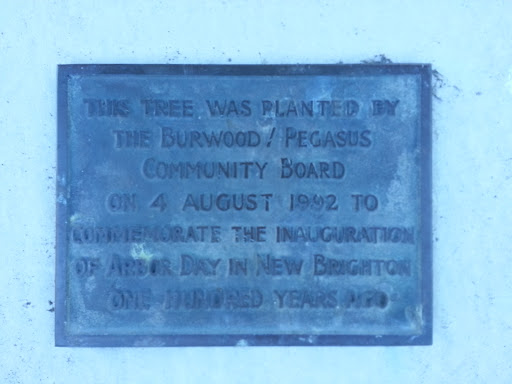 THIS TREE WAS PLANTED BY
THE BURWOOD/PEGASUS
COMMUNITY BOARD
ON 4 AUGUST 1992 TO
COMMEMORATE THE INAUGURATION
OF ARBOR DAY IN NEW BRIGHTON
ONE HUNDRED YEARS AGO